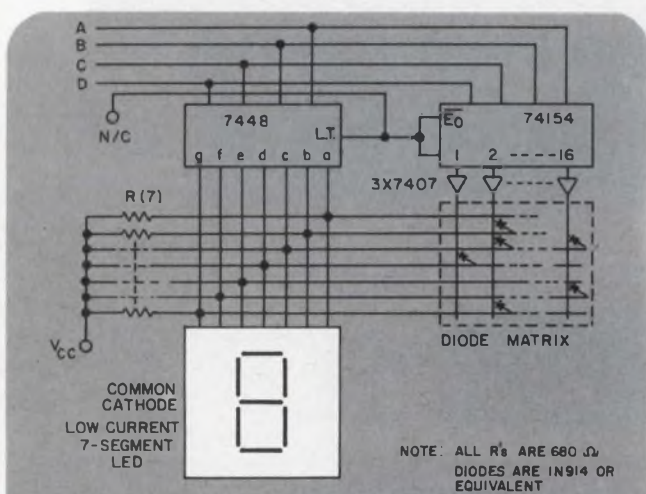 A
B
C
D
N/C
7448
L.T.
g f e d c b a
E̅O̅
74154
1 2 ------16
3X7407
R (7)
VCC
DIODE MATRIX
COMMON
CATHODE
LOW CURRENT
7-SEGMENT
LED
NOTE: ALL R's ARE 680 Ω
DIODES ARE IN914 OR
EQUIVALENT